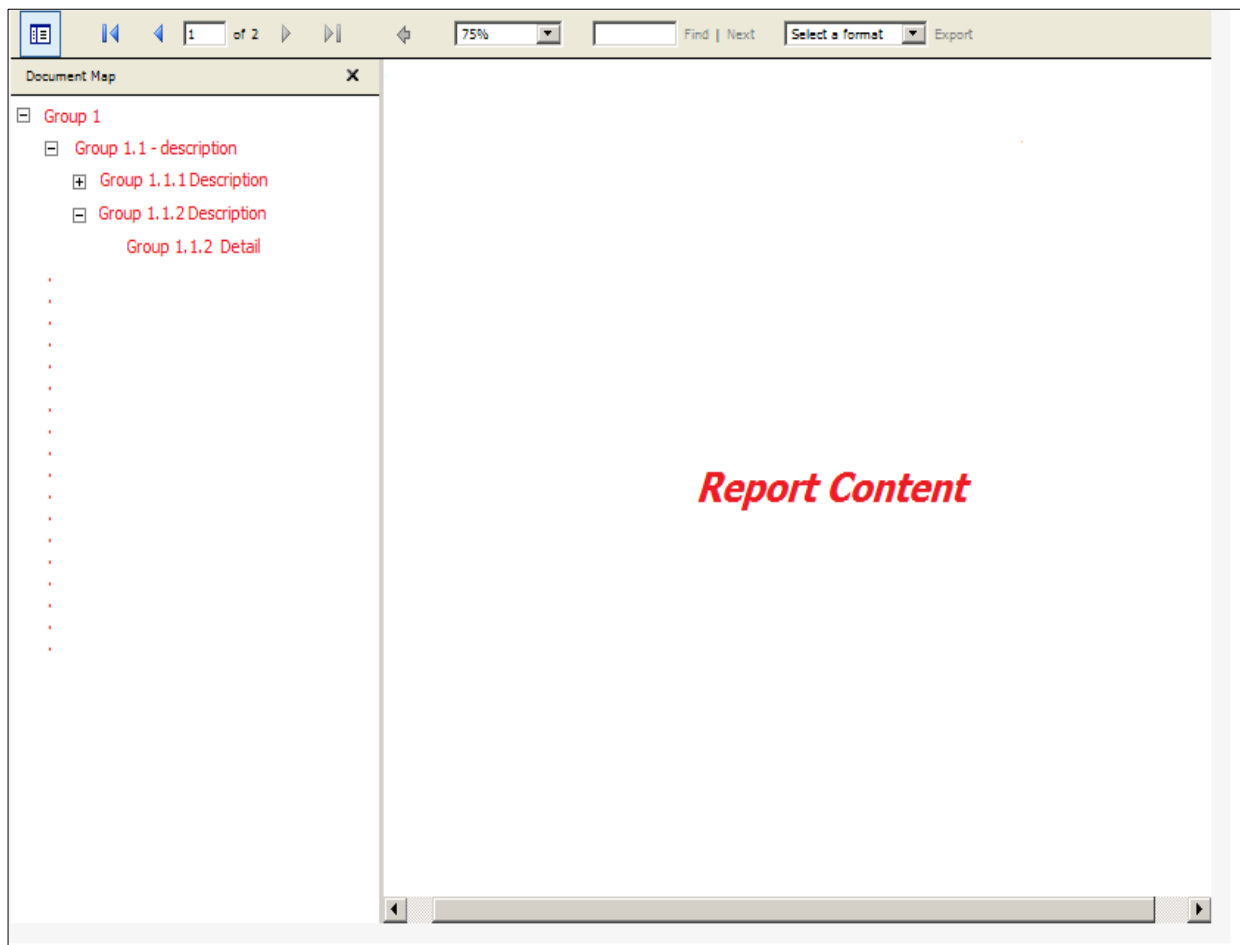 1 of 2 75% Find | Next Select a format Export
Document Map X
Group 1
Group 1.1 - description
Group 1.1.1 Description
Group 1.1.2 Description
Group 1.1.2 Detail
Report Content